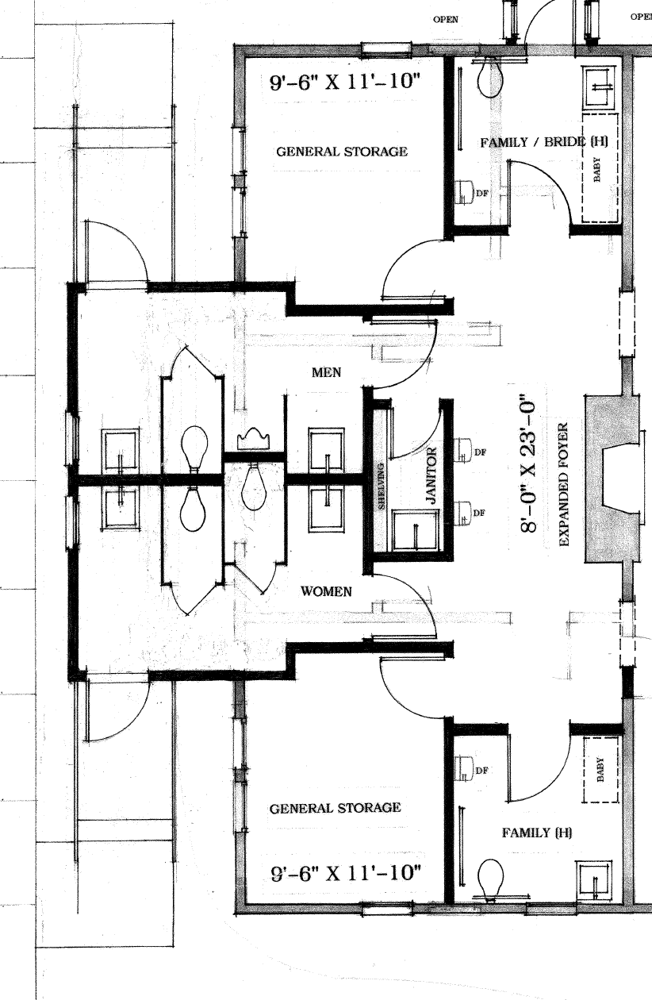 OPEN
OPEN
9'-6" X 11'-10"
GENERAL STORAGE
FAMILY / BRIDE (H)
BABY
DF
MEN
SHELVING
JANITOR
DF
DF
8'-0" X 23'-0"
EXPANDED FOYER
WOMEN
DF
BABY
GENERAL STORAGE
FAMILY (H)
9'-6" X 11'-10"